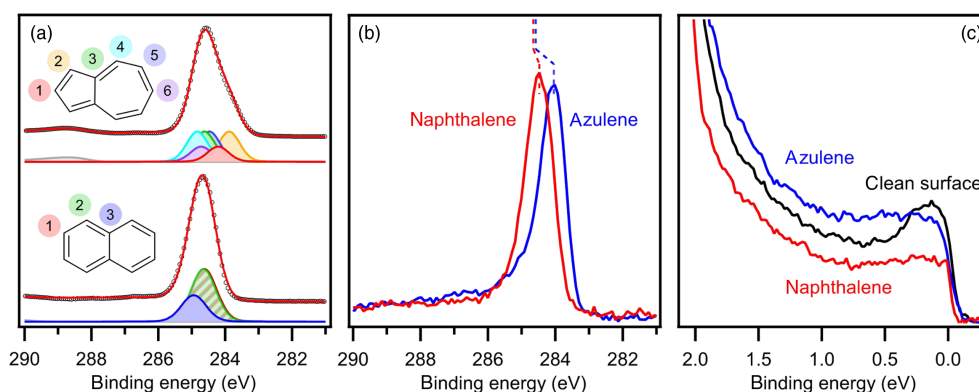 (a)
4
3
5
2
1
6
2
3
1
290 288 286 284 282
Binding energy (eV)
(b)
Naphthalene
Azulene
290 288 286 284 282
Binding energy (eV)
(c)
Azulene
Clean surface
Naphthalene
2.0 1.5 1.0 0.5 0.0
Binding energy (eV)